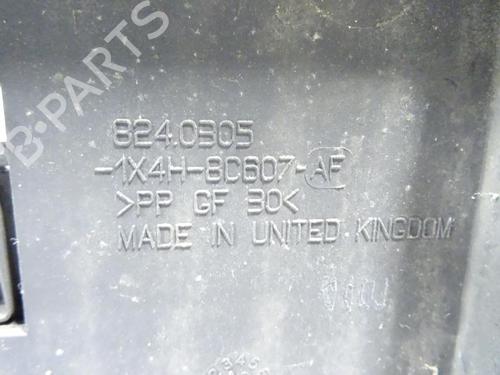 B-PARTS
824.0305
-1X4H-8C607-AF
>PP GF 30<
MADE IN UNITED KINGDOM